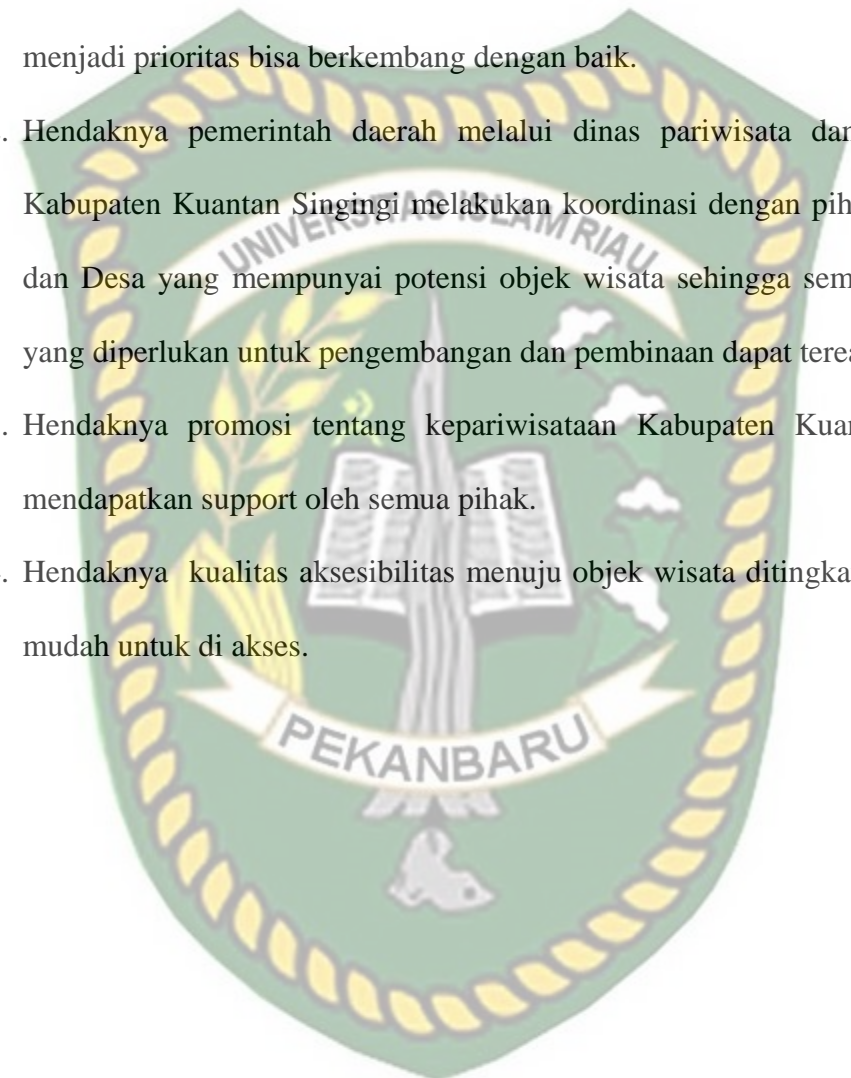 menjadi prioritas bisa berkembang dengan baik.
. Hendaknya pemerintah daerah melalui dinas pariwisata dan
Kabupaten Kuantan Singingi melakukan koordinasi dengan pih
UNIVERSITAS ISLAM RIAU
dan Desa yang mempunyai potensi objek wisata sehingga sem
yang diperlukan untuk pengembangan dan pembinaan dapat terea
. Hendaknya promosi tentang kepariwisataan Kabupaten Kuan
mendapatkan support oleh semua pihak.
. Hendaknya kualitas aksesibilitas menuju objek wisata ditingka
mudah untuk di akses.
PEKANBARU